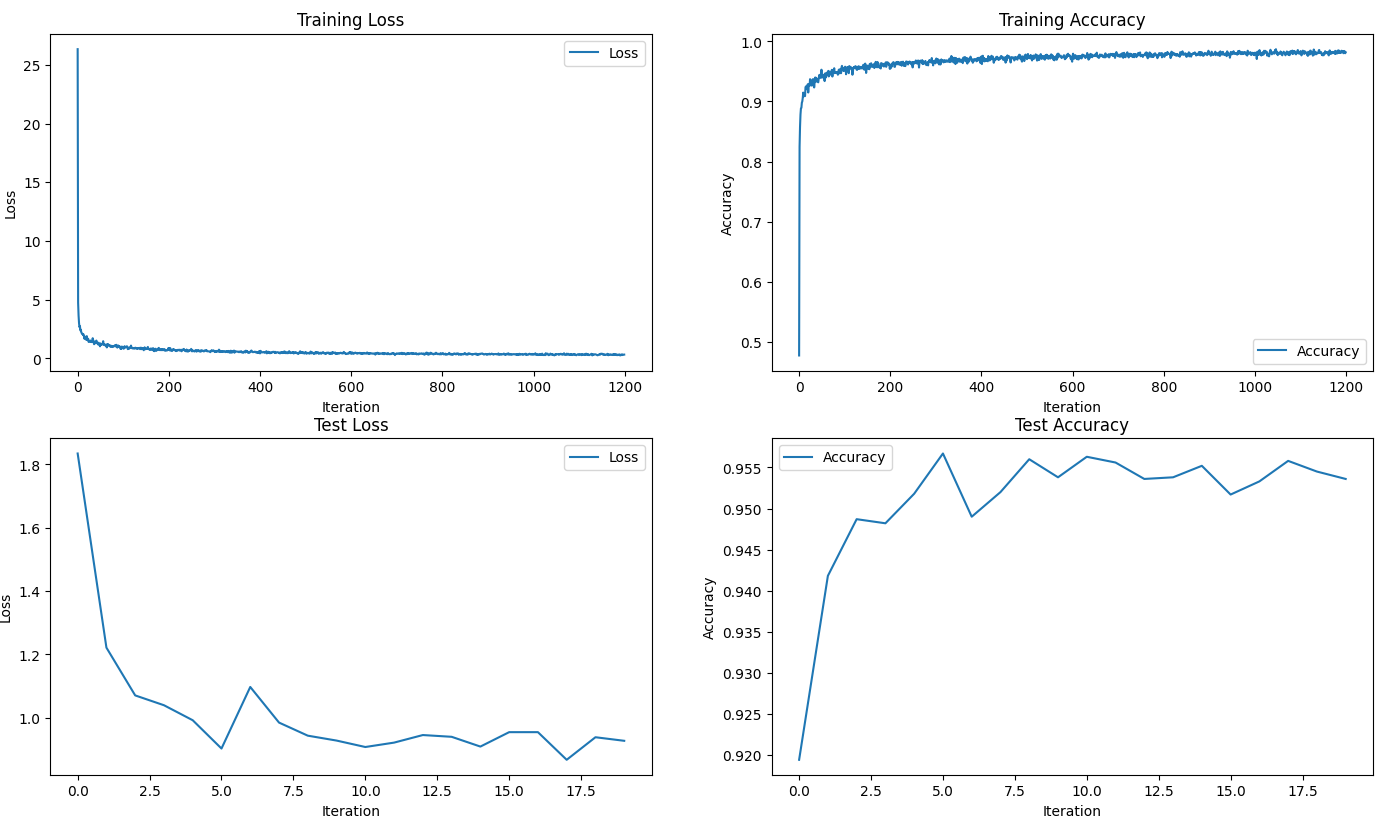 Training Loss
Loss
25
20
15
10
5
0
Loss
0 200 400 600 800 1000 1200
Iteration
Training Accuracy
1.0
0.9
0.8
0.7
0.6
0.5
Accuracy
Accuracy
0 200 400 600 800 1000 1200
Iteration
Test Loss
Loss
1.8
1.6
1.4
1.2
1.0
Loss
0.0 2.5 5.0 7.5 10.0 12.5 15.0 17.5
Iteration
Test Accuracy
Accuracy
0.955
0.950
0.945
0.940
0.935
0.930
0.925
0.920
Accuracy
0.0 2.5 5.0 7.5 10.0 12.5 15.0 17.5
Iteration